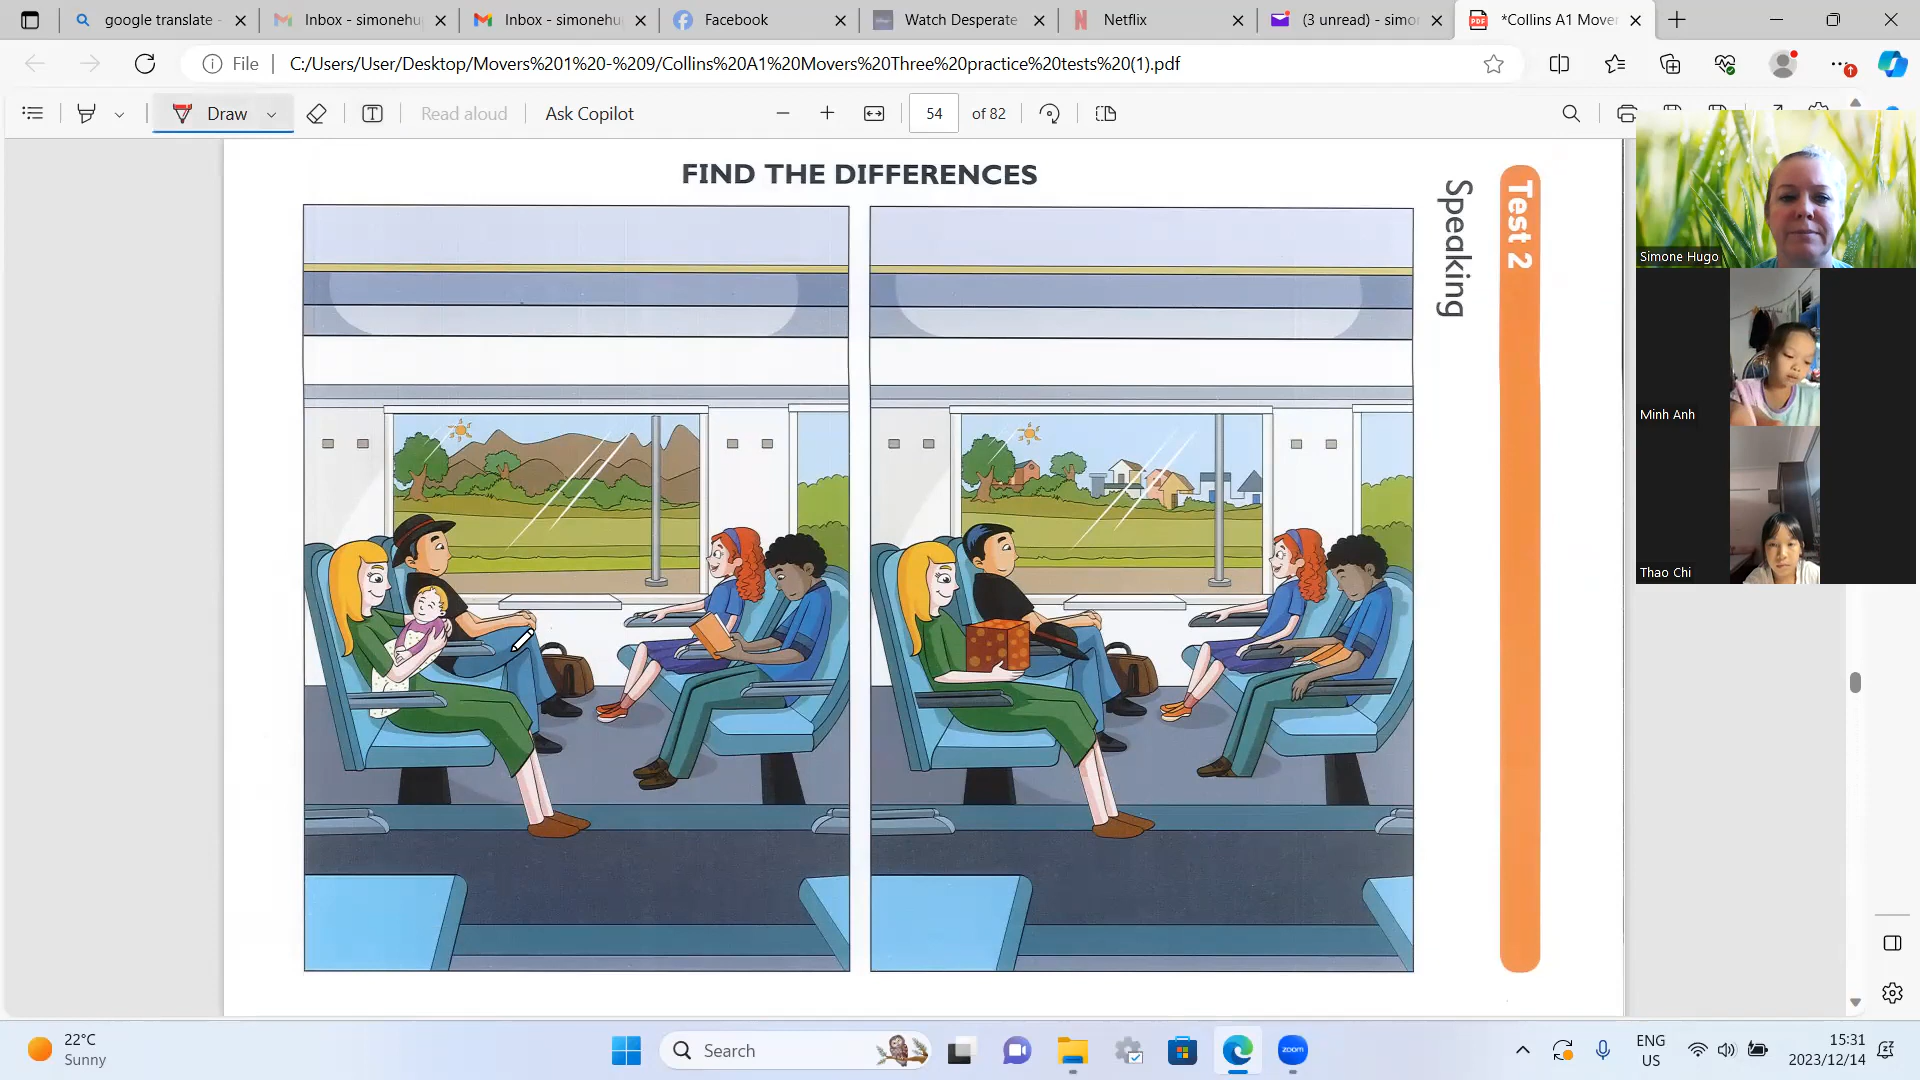 google translate -
Inbox - simonehu
Inbox - simonehu
Facebook
Watch Desperate
Netflix
(3 unread) - simo
*Collins A1 Mover
File
C:/Users/User/Desktop/Movers%201%20-%209/Collins%20A1%20Movers%20Three%20practice%20tests%20(1).pdf
Draw
Read aloud
Ask Copilot
54
of 82
FIND THE DIFFERENCES
Test 2
Speaking
Simone Hugo
Minh Anh
Thao Chi
22°C
Sunny
Search
zoom
ENG
US
15:31
2023/12/14